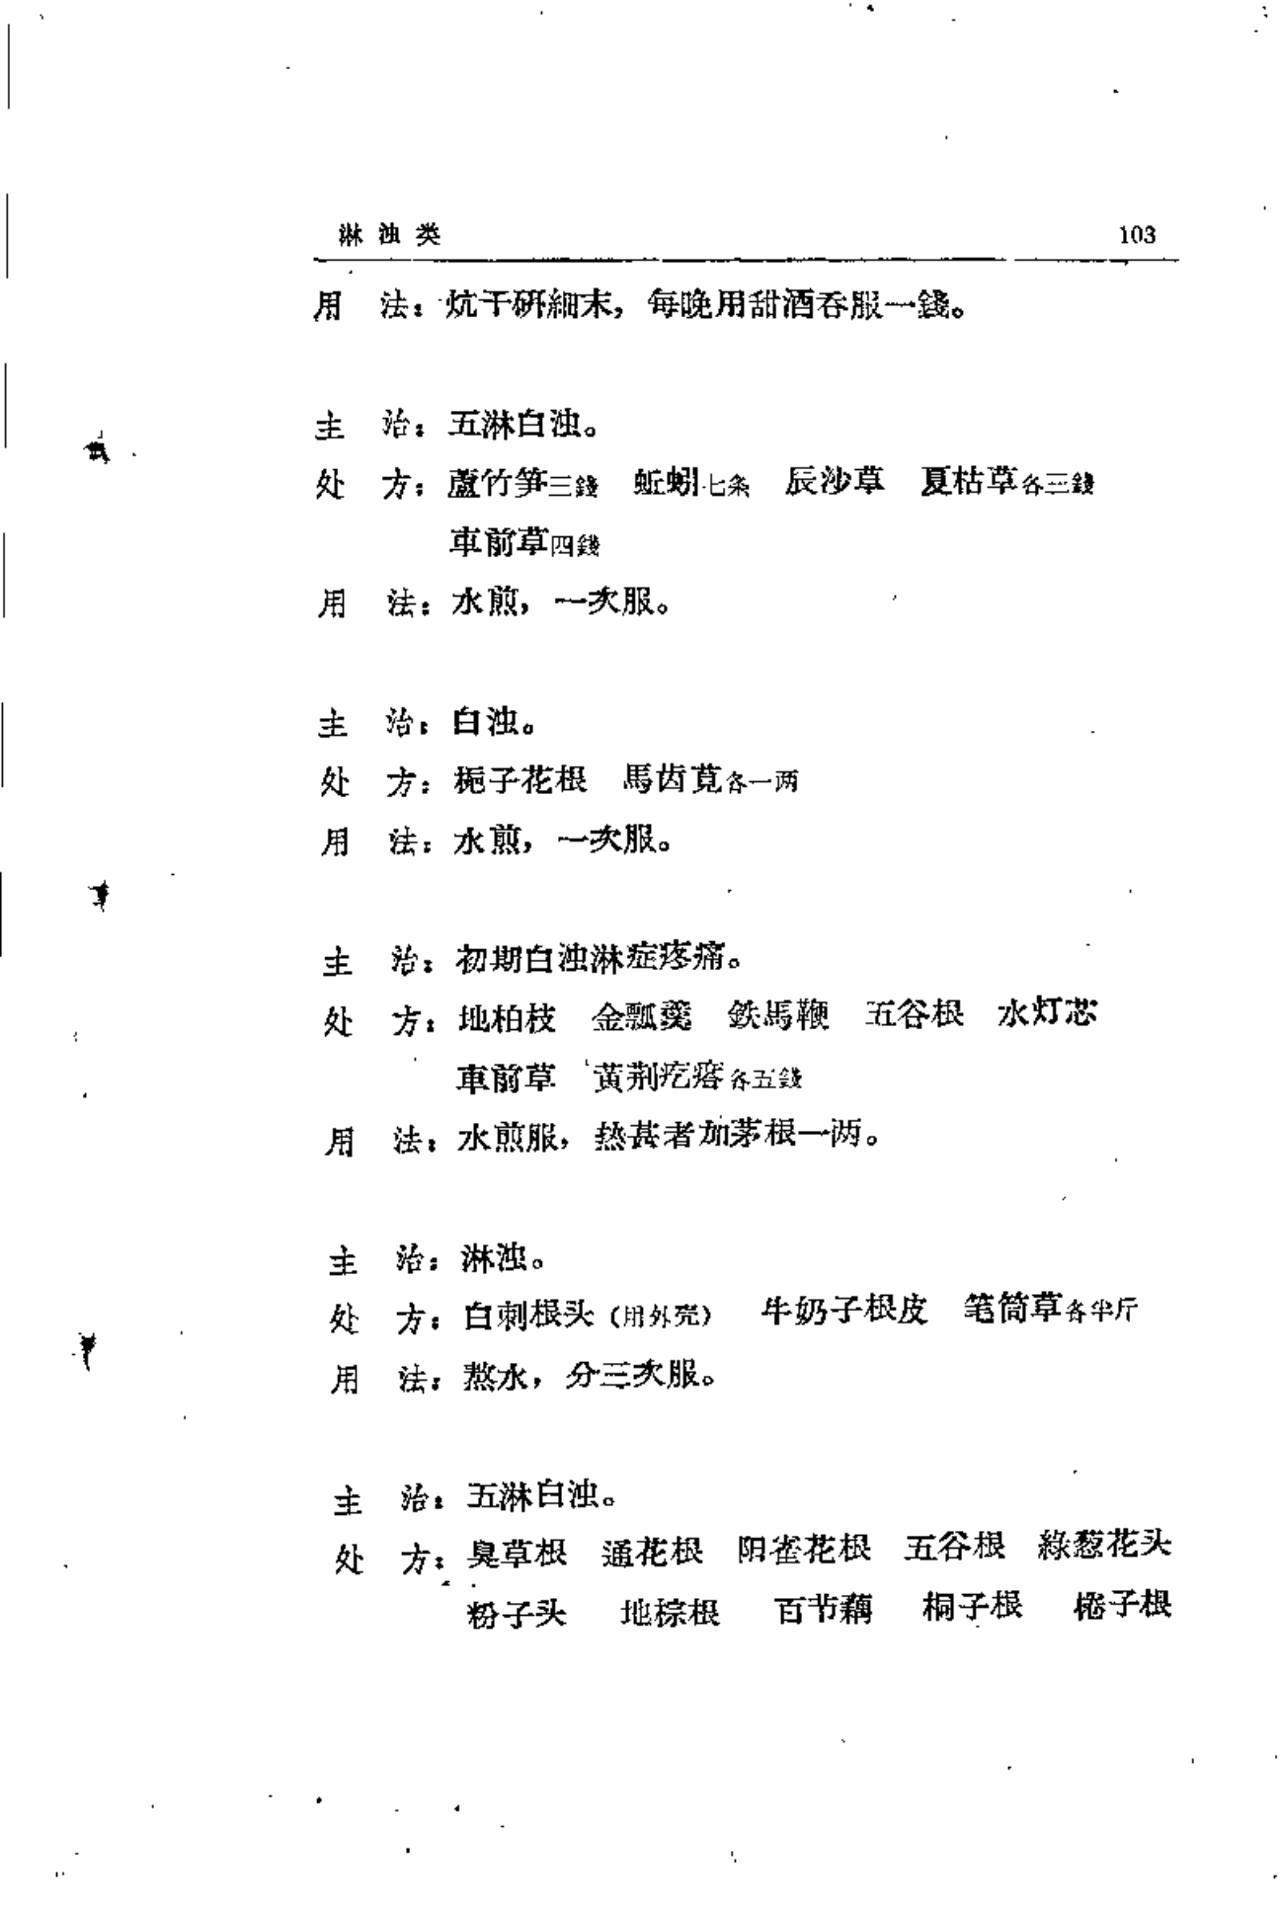 淋浊类 103
用 法：炕干研細末，每晚用甜酒吞服一錢。
主 治：五淋白浊。
处 方：蘆竹笋三錢 蚯蚓七条 辰沙草 夏枯草各三錢
車前草四錢
用 法：水煎，一次服。
主 治：白浊。
处 方：梔子花根 馬齿莧各一两
用 法：水煎，一次服。
主 治：初期白浊淋症疼痛。
处 方：地柏枝 金瓢羹 鉄馬鞭 五谷根 水灯芯
車前草 黄荆疙瘩各五錢
用 法：水煎服，热甚者加茅根一两。
主 治：淋浊。
处 方：白刺根头（用外壳） 牛奶子根皮 笔筒草各半斤
用 法：熬水，分三次服。
主 治：五淋白浊。
处 方：臭草根 通花根 阳雀花根 五谷根 綠葱花头
粉子头 地棕根 百节藕 桐子根 棬子根